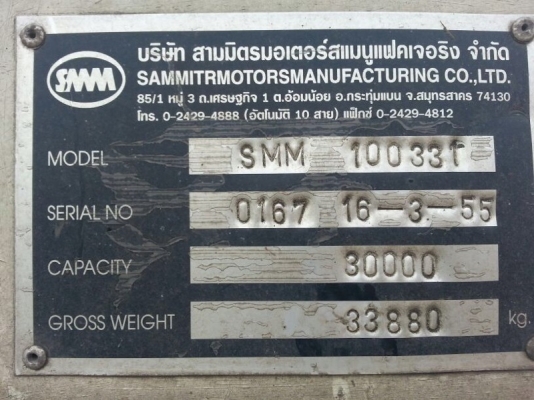 บริษัท สามมิตรมอเตอร์สแมนูแฟคเจอริง จำกัด
SMM SAMMITRMOTORSMANUFACTURING CO.,LTD.
85/1 หมู่ 3 ถ.เศรษฐกิจ 1 ต.อ้อมน้อย อ.กระทุ่มแบน จ.สมุทรสาคร 74130
โทร. 0-2429-4888 (อัตโนมัติ 10 สาย) แฟ็กซ์ 0-2429-4812
MODEL SMM 100331
SERIAL NO 0167 16-3-55
CAPACITY 30000
GROSS WEIGHT 33880 kg.